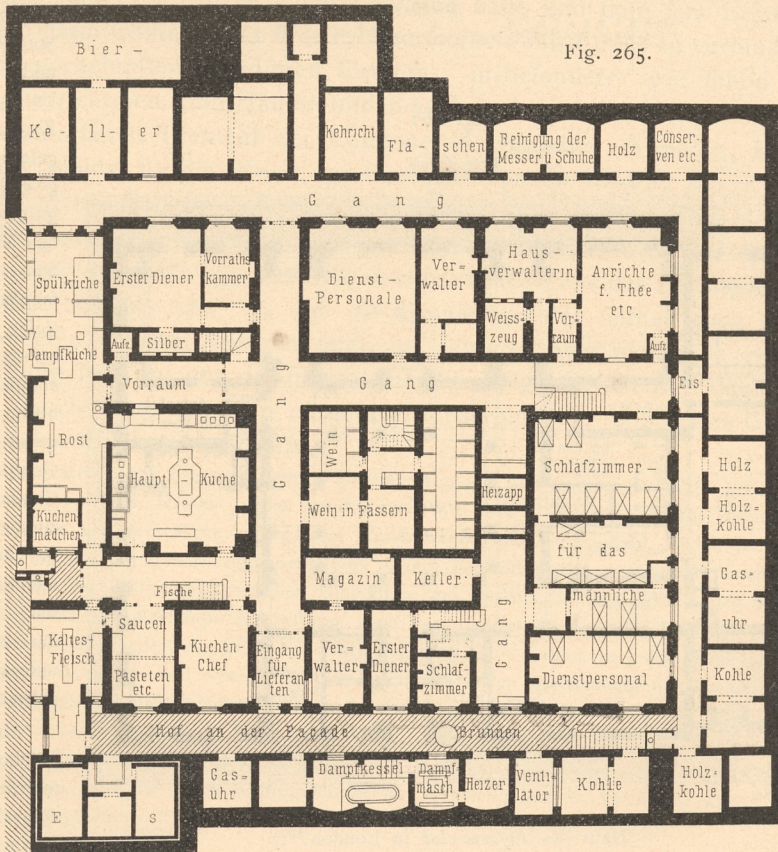 Fig. 265.
Bier-
Ke- ll- er
Kehricht
Fla- schen
Reinigung der
Messer u Schuhe
Holz
Conser-
ven etc
Gang
Spülküche
Erster Diener
Vorraths
kammer
Dienst-
Personale
Ver=
walter
Haus-
verwalterin
Anrichte
f. Thee
etc.
Dampfküche
Aufz.
Silber
Weiss-
zeug
Vor-
raum
Aufz.
Vorraum
Gang
Gang
Eis
Rost
Haupt Küche
Wein
Schlafzimmer-
Holz
Heizapp
Wein in Fässern
Holz=
kohle
Küchen
mädchen
für das
Fische
Magazin
Keller
männliche
Gas=
uhr
Gang
Kaltes-
Fleisch
Saucen
Pasteten
etc.
Küchen-
Chef
Eingang
für
Lieferan
ten
Ver=
walter
Erster
Diener
Schlaf-
zimmer
Dienstpersonal
Kohle
Hof an der Façade
Brunnen
Gas=
uhr
Dampfkessel
Dampf-
masch
Heizer
Venti-
lator
Kohle
Holz=
kohle
E s